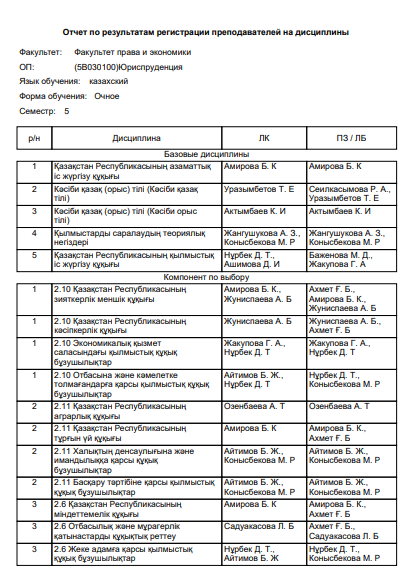 Отчет по результатам регистрации преподавателей на дисциплины
Факультет: Факультет права и экономики
ОП: (5B030100)Юриспруденция
Язык обучения: казахский
Форма обучения: Очное
Семестр: 5
р/н Дисциплина ЛК ПЗ / ЛБ
Базовые дисциплины
1 Қазақстан Республикасының азаматтық Амирова Б. К Амирова Б. К
іс жүргізу құқығы
2 Кәсіби қазақ (орыс) тілі (Кәсіби қазақ Уразымбетов Т. Е Сеилкасымова Р. А.,
тілі) Уразымбетов Т. Е
3 Кәсіби қазақ (орыс) тілі (Кәсіби орыс Актымбаев К. И Актымбаев К. И
тілі)
4 Қылмыстарды саралаудың теориялық Жангушукова А. З., Жангушукова А. З.,
негіздері Конысбекова М. Р Конысбекова М. Р
5 Қазақстан Республикасының қылмыстық Нұрбек Д. Т., Баженова М. Д.,
іс жүргізу құқығы Ашимова Д. И Жакупова Г. А
Компонент по выбору
1 2.10 Қазақстан Республикасының Амирова Б. К., Ахмет Ғ. Б.,
зияткерлік меншік құқығы Жуниспаева А. Б Амирова Б. К.,
Жуниспаева А. Б
1 2.10 Қазақстан Республикасының Жуниспаева А. Б Жуниспаева А. Б.,
кәсіпкерлік құқығы Ахмет Ғ. Б
1 2.10 Экономикалық қызмет Жакупова Г. А., Жакупова Г. А.,
саласындағы қылмыстық құқық Нұрбек Д. Т Нұрбек Д. Т
бұзушылықтар
1 2.10 Отбасына және кәмелетке Айтимов Б. Ж., Нұрбек Д. Т.,
толмағандарға қарсы қылмыстық құқық Нұрбек Д. Т Конысбекова М. Р
бұзушылықтар
2 2.11 Қазақстан Республикасының Озенбаева А. Т Озенбаева А. Т
аграрлық құқығы
2 2.11 Қазақстан Республикасының Амирова Б. К Амирова Б. К.,
тұрғын үй құқығы Ахмет Ғ. Б
2 2.11 Халықтың денсаулығына және Айтимов Б. Ж., Айтимов Б. Ж.,
имандылыққа қарсы құқық Конысбекова М. Р Конысбекова М. Р
бұзушылықтар
2 2.11 Басқару тәртібіне қарсы қылмыстық Айтимов Б. Ж., Айтимов Б. Ж.,
құқық бұзушылықтар Конысбекова М. Р Конысбекова М. Р
3 2.6 Қазақстан Республикасының Амирова Б. К Амирова Б. К.,
міндеттемелік құқығы Ахмет Ғ. Б
3 2.6 Отбасылық және мұрагерлік Садуакасова Л. Б Ахмет Ғ. Б.,
қатынастарды құқықтық реттеу Садуакасова Л. Б
3 2.6 Жеке адамға қарсы қылмыстық Нұрбек Д. Т., Нұрбек Д. Т.,
құқық бұзушылықтар Айтимов Б. Ж Конысбекова М. Р